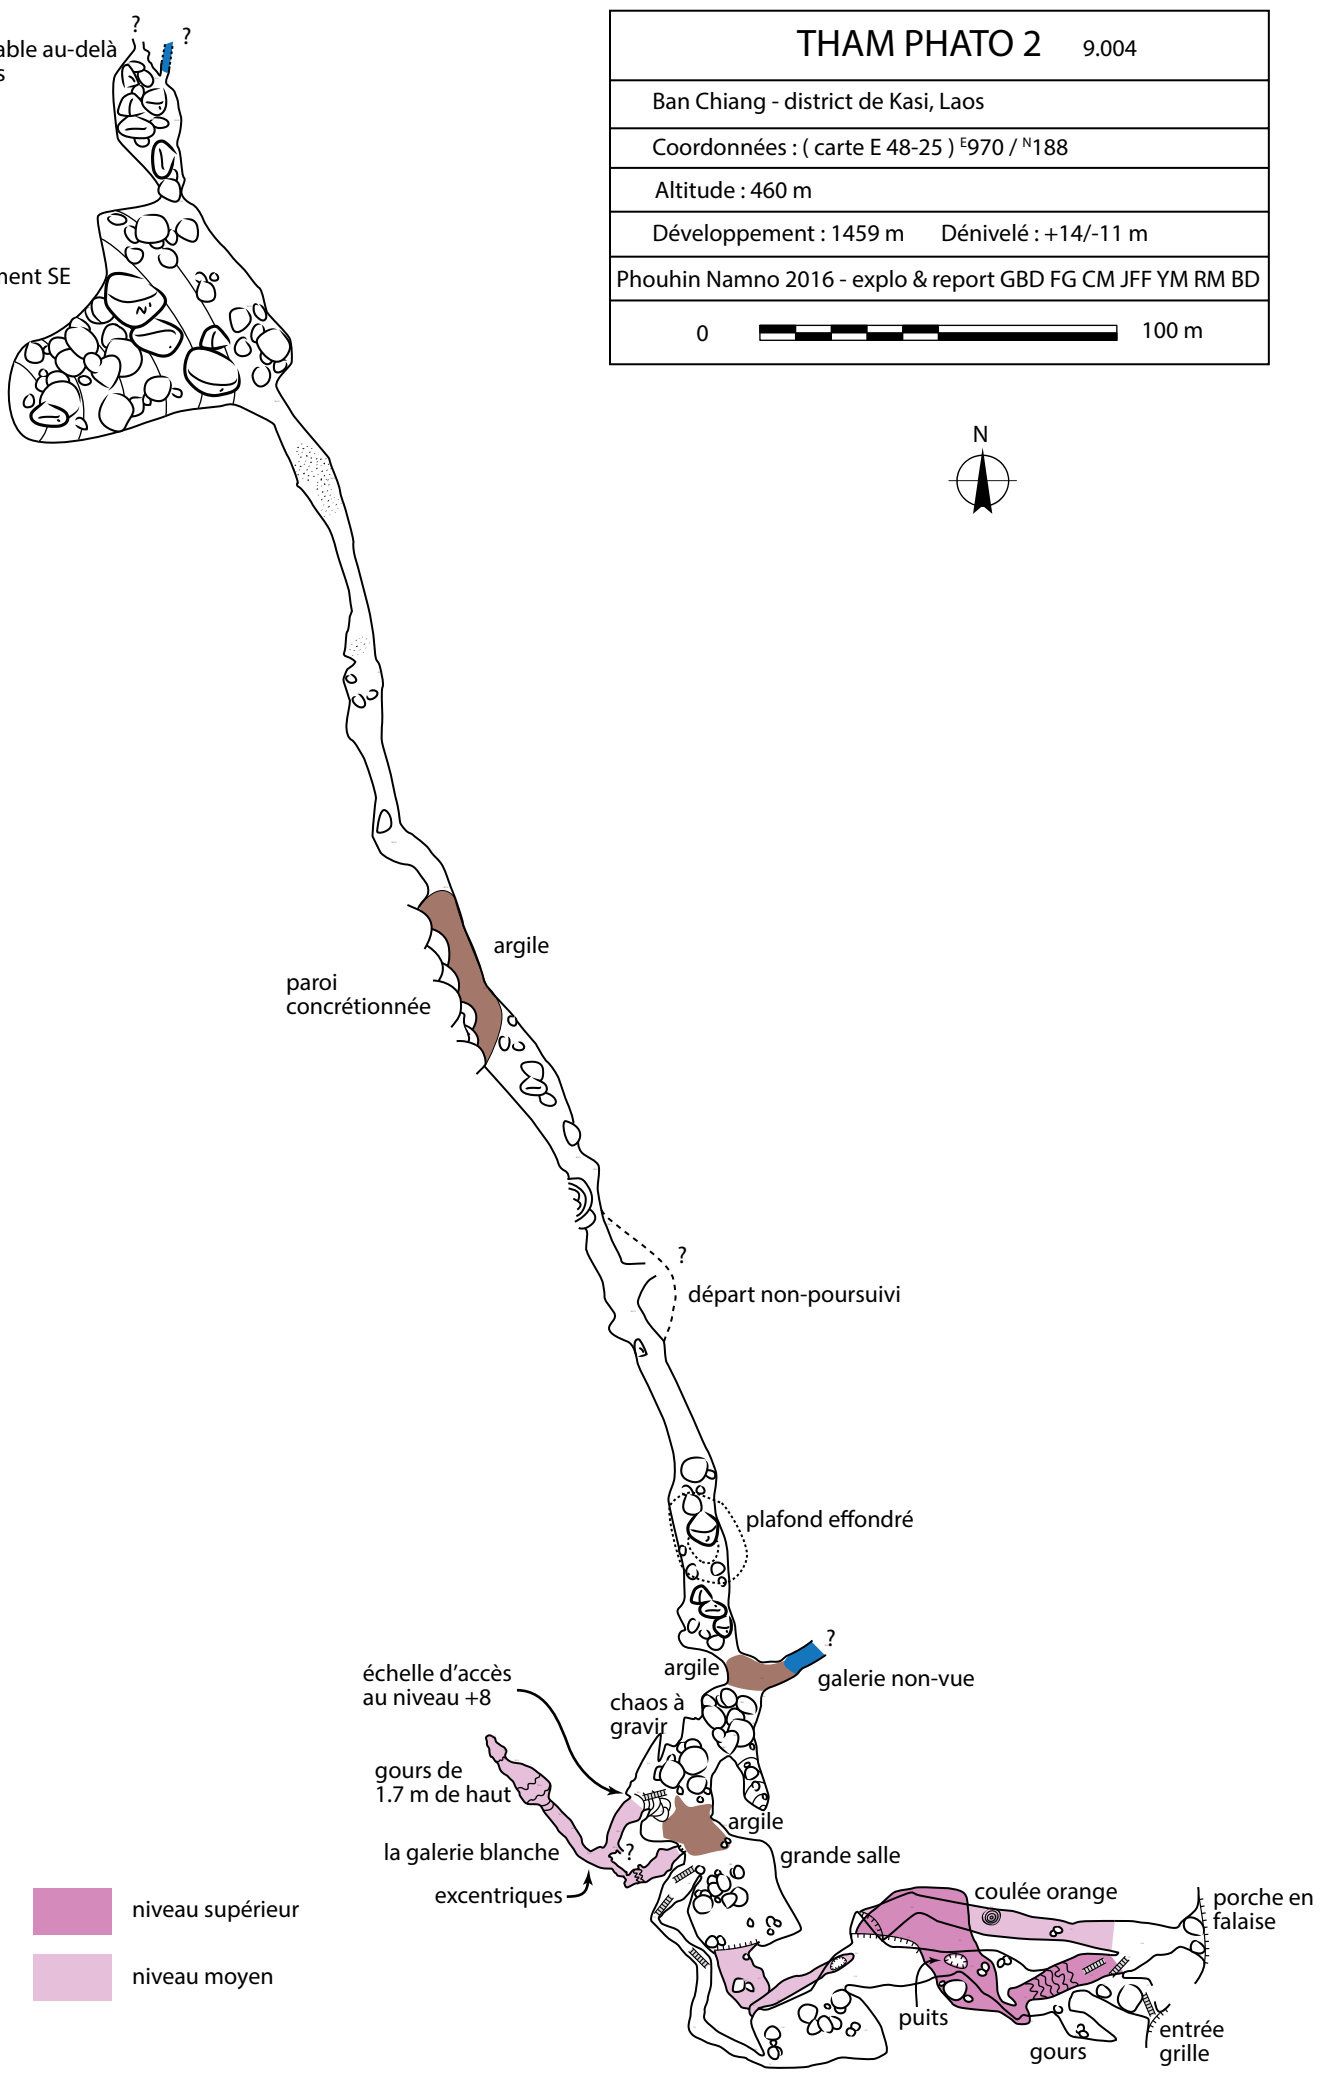 THAM PHATO 2 9.004
Ban Chiang - district de Kasi, Laos
Coordonnées : ( carte E 48-25 ) E970 / N188
Altitude : 460 m
Développement : 1459 m Dénivelé : +14/-11 m
Phouhin Namno 2016 - explo & report GBD FG CM JFF YM RM BD
0 100 m
N
? ?
au-delà
SE
argile
paroi
concrétionnée
?
départ non-poursuivi
plafond effondré
?
argile
galerie non-vue
échelle d'accès
au niveau +8
chaos à
gravir
gours de
1.7 m de haut
argile
la galerie blanche
?
grande salle
excentriques
coulée orange
porche en
falaise
niveau supérieur
niveau moyen
puits
gours
entrée
grille